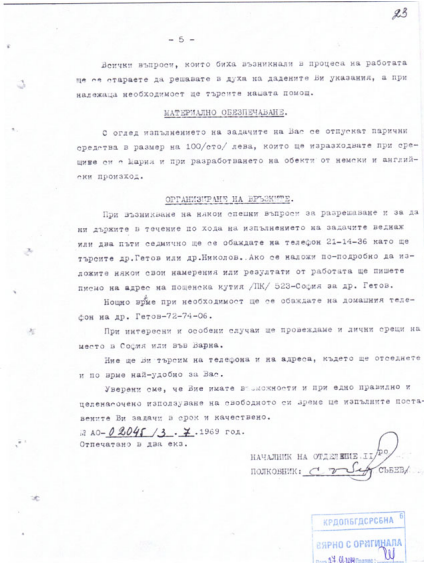 23
- 5 -
Всички въпроси, които биха възникнали в процеса на работата
ще се стараете да решавате в духа на дадените Ви указания, а при
належаща необходимост ще търсите нашата помощ.
МАТЕРИАЛНО ОБЕЗПЕЧАВАНЕ.
С оглед изпълнението на задачите на Вас се отпускат парични
средства в размер на 100/сто/ лева, които ще изразходвате при сре-
щите си с Мария и при разработването на обекти от немски и англий-
ски произход.
ОРГАНИЗИРАНЕ НА ВРЪЗКИТЕ.
При възникване на някои спешни въпроси за разрешаване и за да
ни държите в течение по хода на изпълнението на задачите веднаж
или два пъти седмично ще се обаждате на телефон 21-14-36 като ще
търсите др.Гетов или др.Николов. Ако се наложи по-подробно да из-
ложите някои свои намерения или резултати от работата ще пишете
писмо на адрес на пощенска кутия /ПК/ 523-София за др. Гетов.
Нощно време при необходимост ще се обаждате на домашния теле-
фон на др. Гетов-72-74-06.
При интересни и особени случаи ще провеждаме и лични срещи на
место в София или във Варна.
Ние ще Ви търсим на телефона и на адреса, където ще отседнете
и по време най-удобно за Вас.
Уверени сме, че Вие имате възможности и при едно правилно и
целенасочено използуване на свободното си време ще изпълните поста-
вените Ви задачи в срок и качествено.
№ АО-02045/3.7.1969 год.
Отпечатано в два екз.
НАЧАЛНИК НА ОТДЕЛЕНИЕ II
ПОЛКОВНИК: СЪБЕВ/
КРДОПБГДСРСБНА 6
ВЯРНО С ОРИГИНАЛА